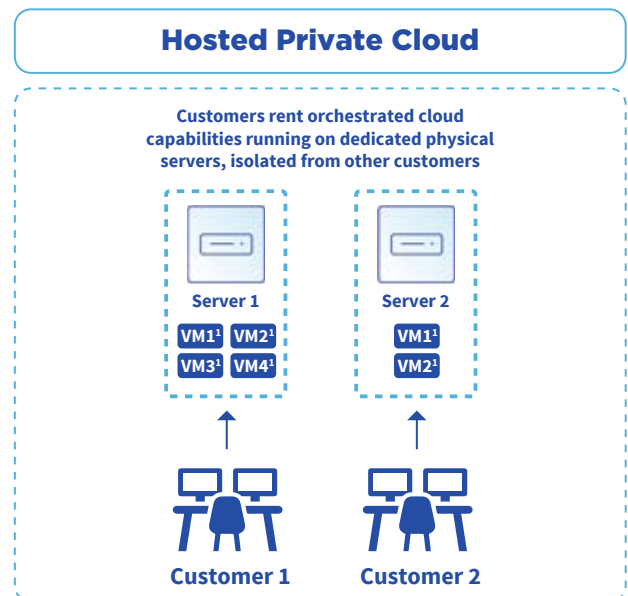 Hosted Private Cloud
Customers rent orchestrated cloud
capabilities running on dedicated physical
servers, isolated from other customers
Server 1
Server 2
VM1¹ VM2¹
VM3¹ VM4¹
VM1¹
VM2¹
Customer 1
Customer 2